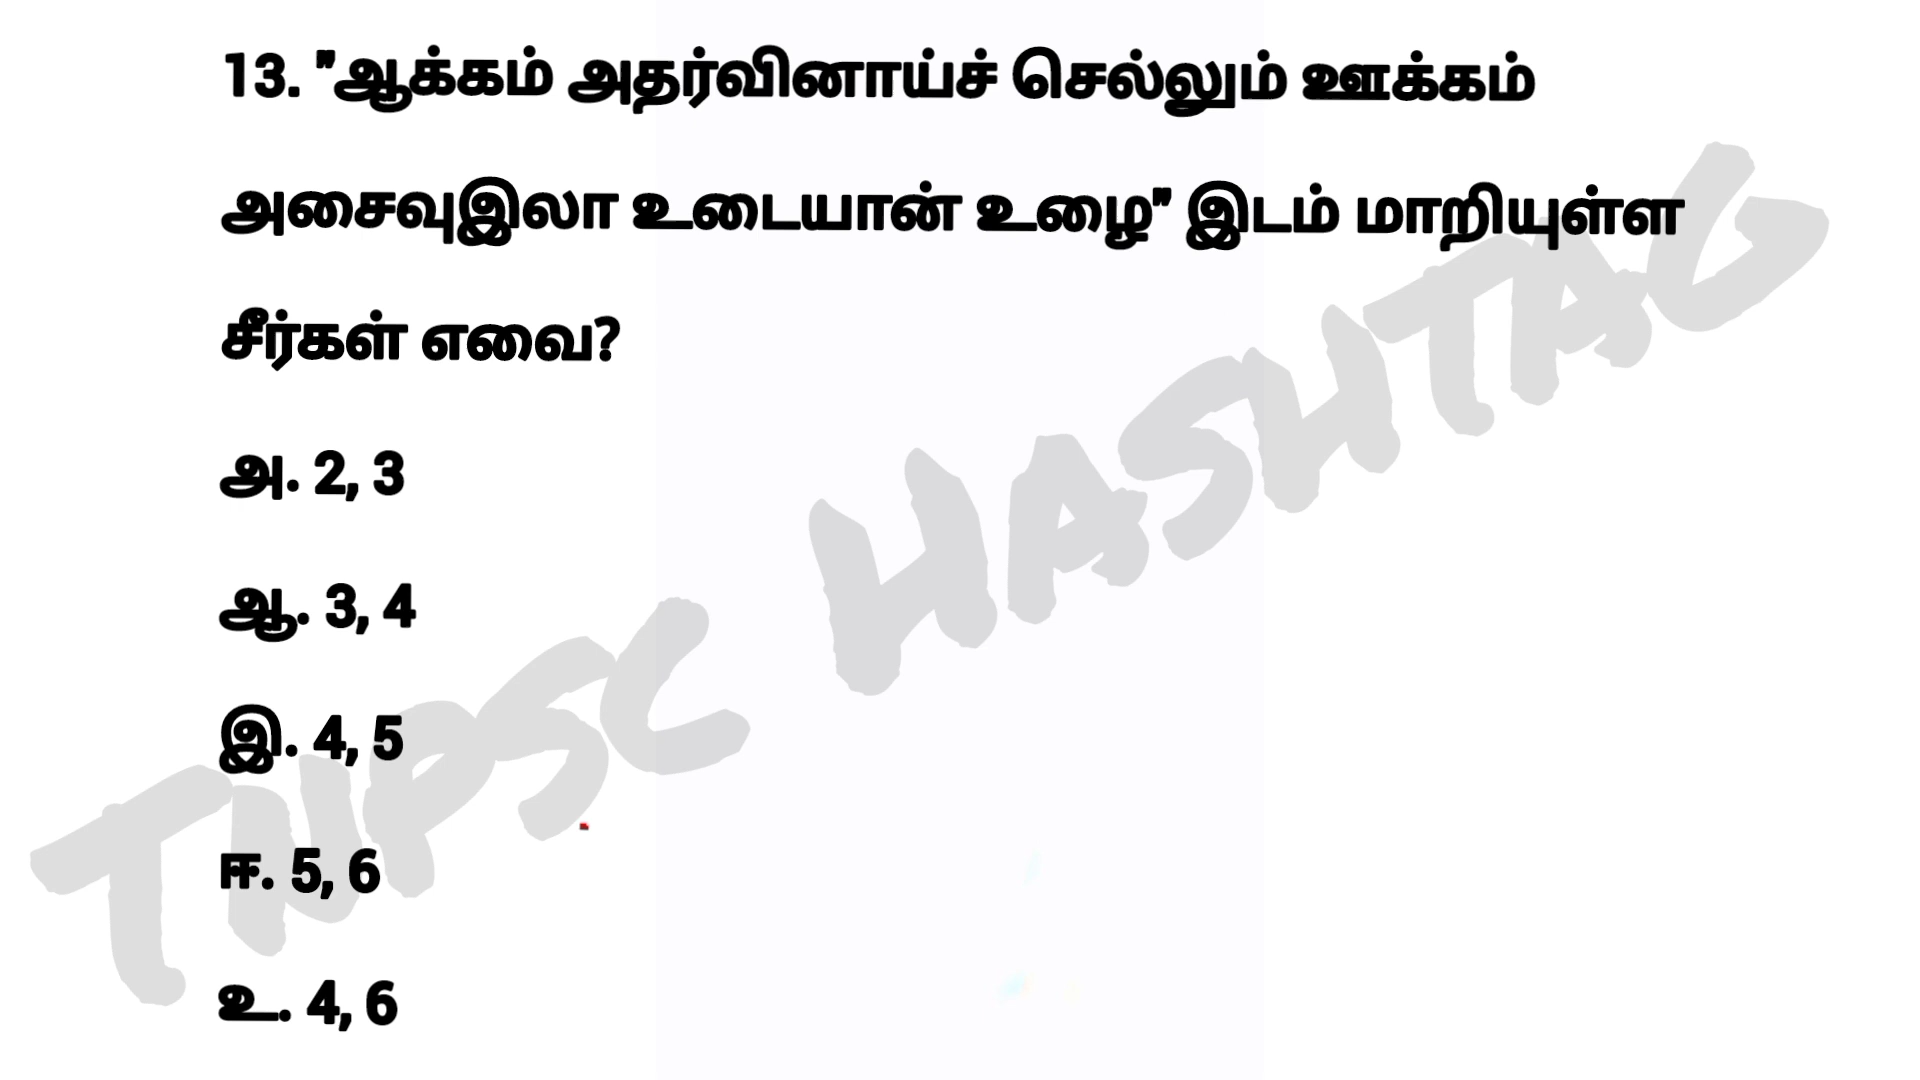 13. "ஆக்கம் அதர்வினாய்ச் செல்லும் ஊக்கம்
அசைவுஇலா உடையான் உழை" இடம் மாறியுள்ள
சீர்கள் எவை?
அ. 2, 3
ஆ. 3, 4
இ. 4, 5
ஈ. 5, 6
உ. 4, 6
TNPSC HASHTAG